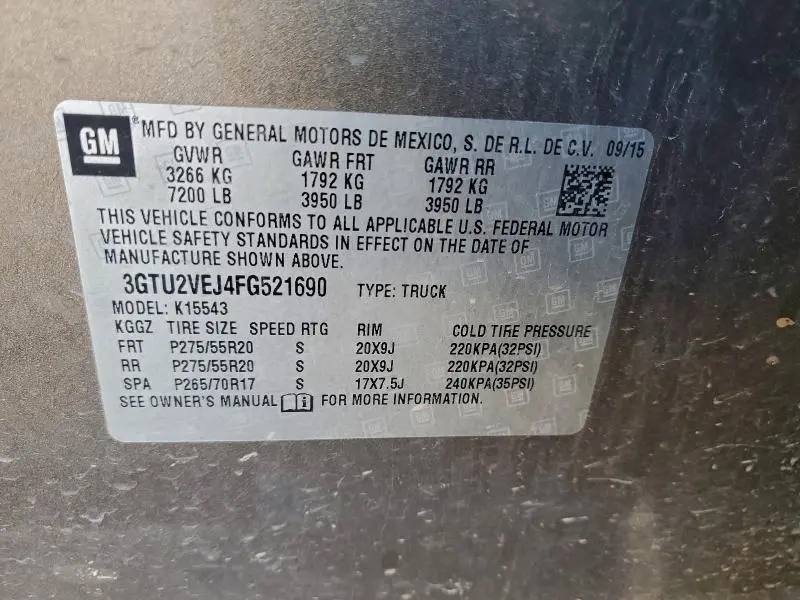 GM ® MFD BY GENERAL MOTORS DE MEXICO, S. DE R.L. DE C.V. 09/15
GVWR GAWR FRT GAWR RR
3266 KG 1792 KG 1792 KG
7200 LB 3950 LB 3950 LB
THIS VEHICLE CONFORMS TO ALL APPLICABLE U.S. FEDERAL MOTOR
VEHICLE SAFETY STANDARDS IN EFFECT ON THE DATE OF
MANUFACTURE SHOWN ABOVE.
3GTU2VEJ4FG521690 TYPE: TRUCK
MODEL: K15543
KGGZ TIRE SIZE SPEED RTG RIM COLD TIRE PRESSURE
FRT P275/55R20 S 20X9J 220KPA(32PSI)
RR P275/55R20 S 20X9J 220KPA(32PSI)
SPA P265/70R17 S 17X7.5J 240KPA(35PSI)
SEE OWNER'S MANUAL i FOR MORE INFORMATION.